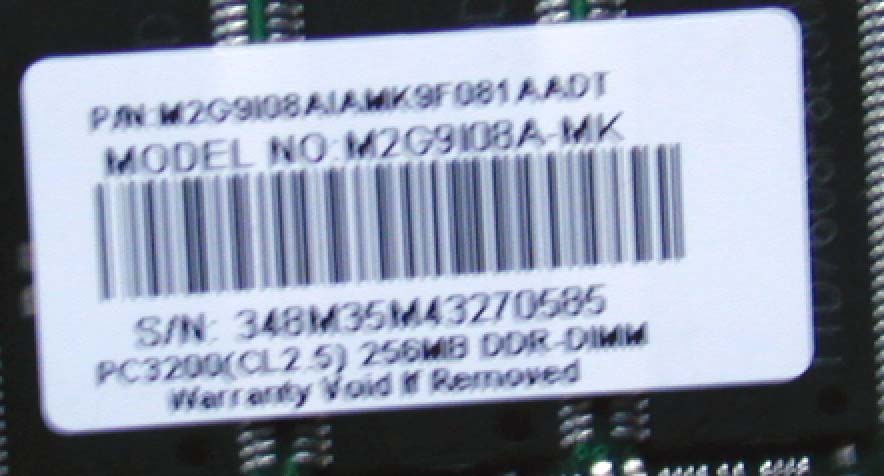 P/N:M2G9I08AIAMK9F081AADT
MODEL NO:M2G9I08A-MK
S/N: 348M35M43270585
PC3200(CL2.5) 256MB DDR-DIMM
Warranty Void If Removed